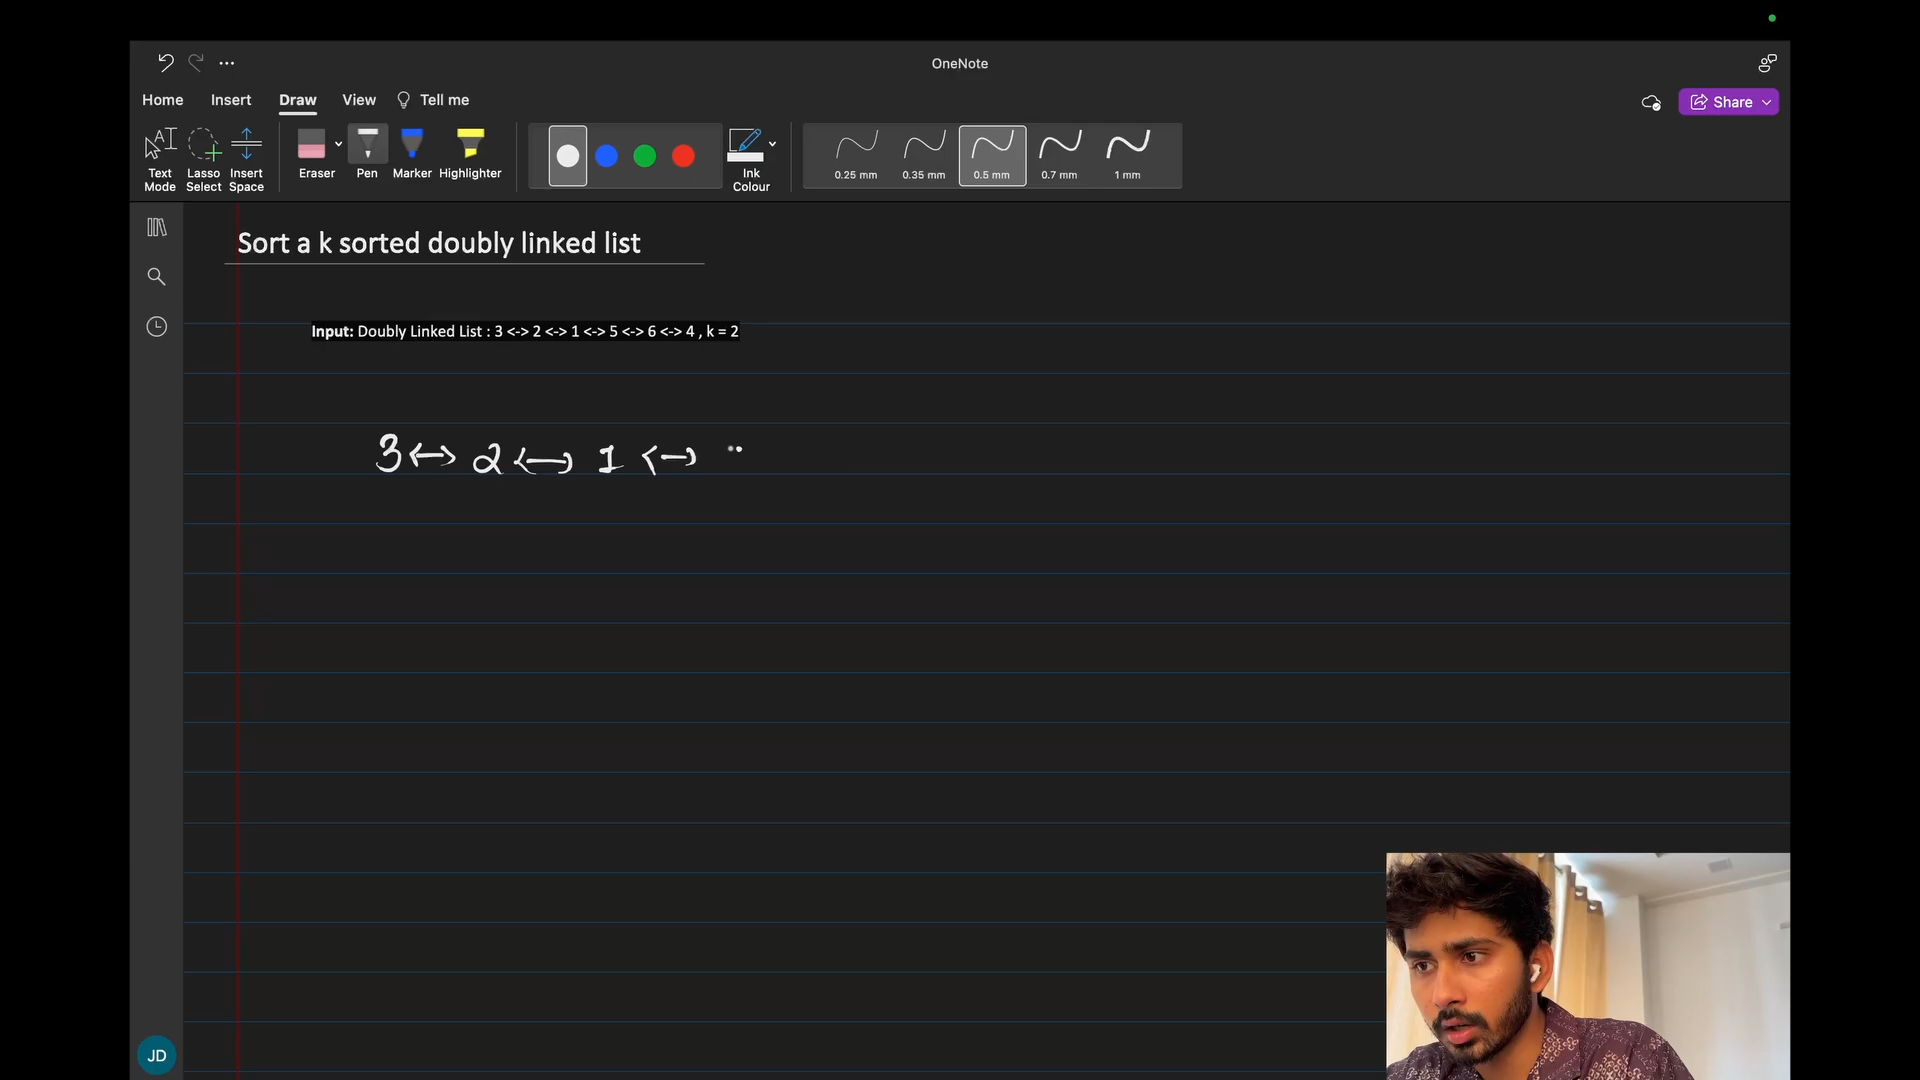 OneNote
Home Insert Draw View Tell me
Share
Text Mode
Lasso Select
Insert Space
Eraser
Pen
Marker
Highlighter
Ink Colour
0.25 mm
0.35 mm
0.5 mm
0.7 mm
1 mm
Sort a k sorted doubly linked list
Input: Doubly Linked List : 3 <-> 2 <-> 1 <-> 5 <-> 6 <-> 4 , k = 2
3 <-> 2 <-> 1 <->
JD